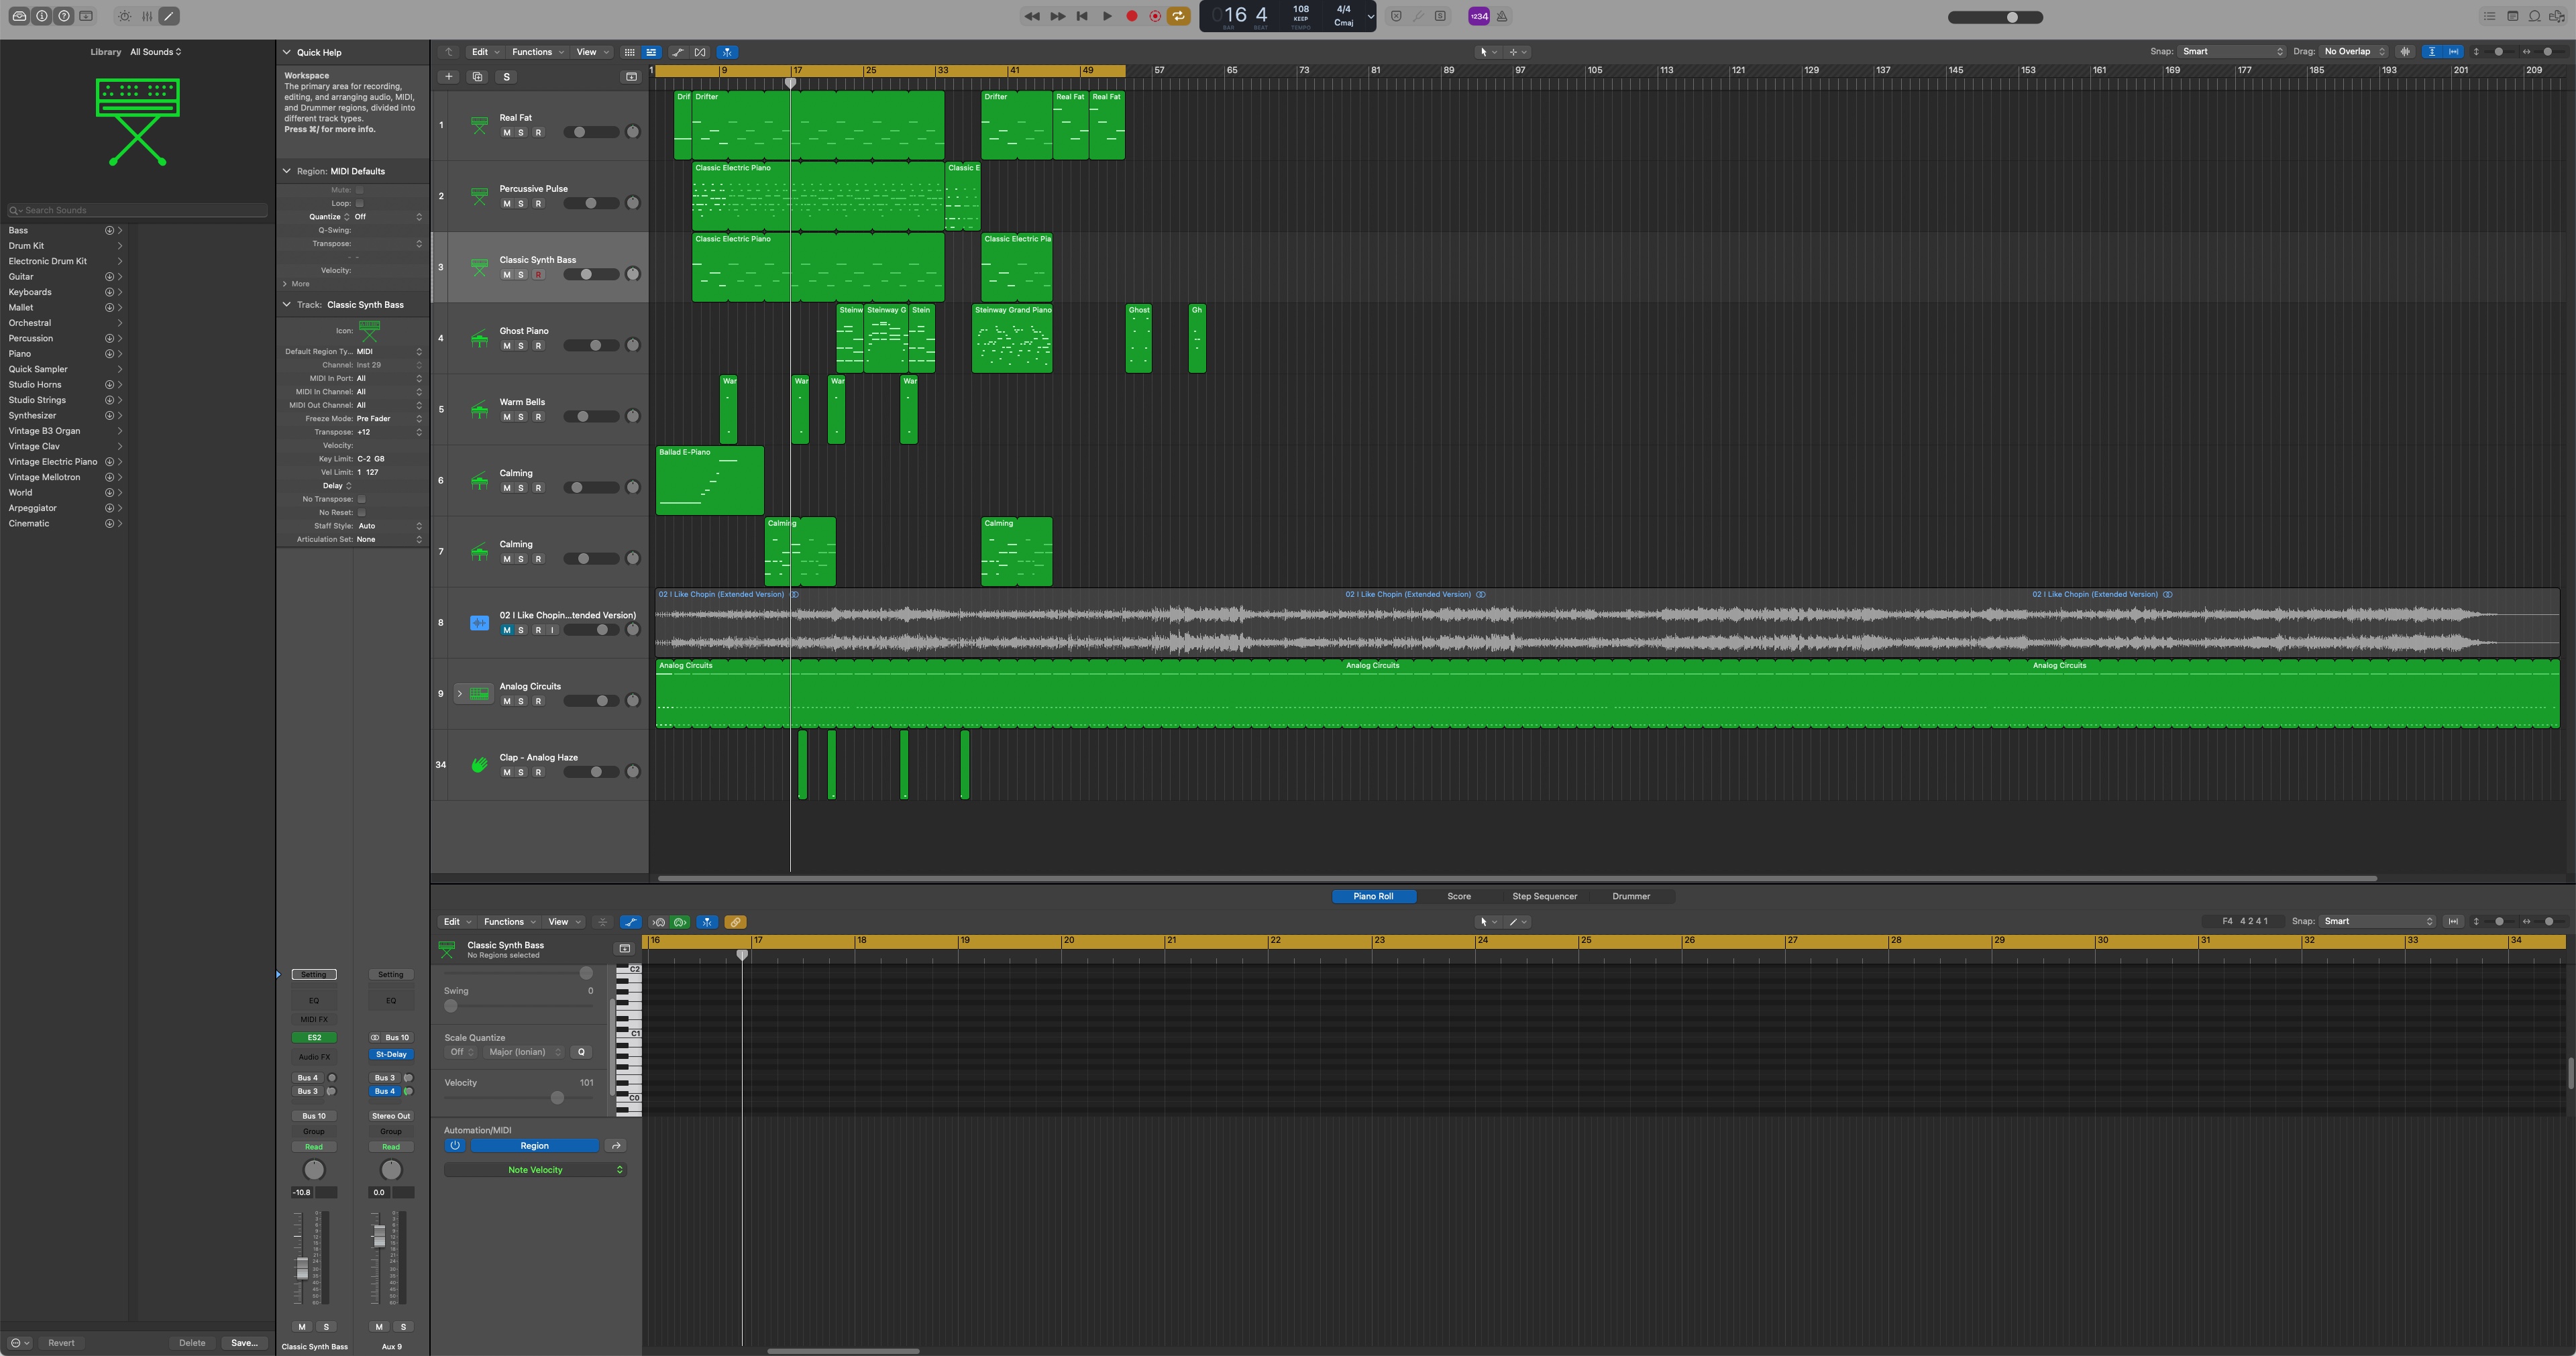 016 4
108
4/4
BAR
BEAT
KEEP
TEMPO
Cmaj
1234
Library All Sounds
Search Sounds
Bass
Drum Kit
Electronic Drum Kit
Guitar
Keyboards
Mallet
Orchestral
Percussion
Piano
Quick Sampler
Studio Horns
Studio Strings
Synthesizer
Vintage B3 Organ
Vintage Clav
Vintage Electric Piano
Vintage Mellotron
World
Arpeggiator
Cinematic
Revert
Delete
Save...
Quick Help
Workspace
The primary area for recording,
editing, and arranging audio, MIDI,
and Drummer regions, divided into
different track types.
Press ⌘/ for more info.
Region: MIDI Defaults
Mute:
Loop:
Quantize Off
Q-Swing:
Transpose:
Velocity:
More
Track: Classic Synth Bass
Icon:
Default Region Ty... MIDI
Channel: Inst 29
MIDI In Port: All
MIDI In Channel: All
MIDI Out Channel: All
Freeze Mode: Pre Fader
Transpose: +12
Velocity:
Key Limit: C-2 G8
Vel Limit: 1 127
Delay
No Transpose:
No Reset:
Staff Style: Auto
Articulation Set: None
Setting Setting
EQ EQ
MIDI FX
ES2 Bus 10
Audio FX St-Delay
Bus 4 Bus 3
Bus 3 Bus 4
Bus 10 Stereo Out
Group Group
Read Read
-10.8 0.0
M S M S
Classic Synth Bass Aux 9
Edit Functions View
Snap: Smart Drag: No Overlap
S
1 9 17 25 33 41 49 57 65 73 81 89 97 105 113 121 129 137 145 153 161 169 177 185 193 201 209
1 Real Fat
M S R
Drif Drifter Drifter Real Fat Real Fat
2 Percussive Pulse
M S R
Classic Electric Piano Classic E
3 Classic Synth Bass
M S R
Classic Electric Piano Classic Electric Pia
4 Ghost Piano
M S R
Steinw Steinway G Stein Steinway Grand Piano Ghost Gh
5 Warm Bells
M S R
War War War War
6 Calming
M S R
Ballad E-Piano
7 Calming
M S R
Calming Calming
8 02 I Like Chopin...tended Version)
M S R I
02 I Like Chopin (Extended Version) 02 I Like Chopin (Extended Version) 02 I Like Chopin (Extended Version)
9 Analog Circuits
M S R
Analog Circuits Analog Circuits Analog Circuits
34 Clap - Analog Haze
M S R
Piano Roll Score Step Sequencer Drummer
Edit Functions View
F4 4 2 4 1 Snap: Smart
Classic Synth Bass
No Regions selected
16 17 18 19 20 21 22 23 24 25 26 27 28 29 30 31 32 33 34
C2
Swing 0
C1
Scale Quantize
Off Major (Ionian) Q
Velocity 101
C0
Automation/MIDI
Region
Note Velocity